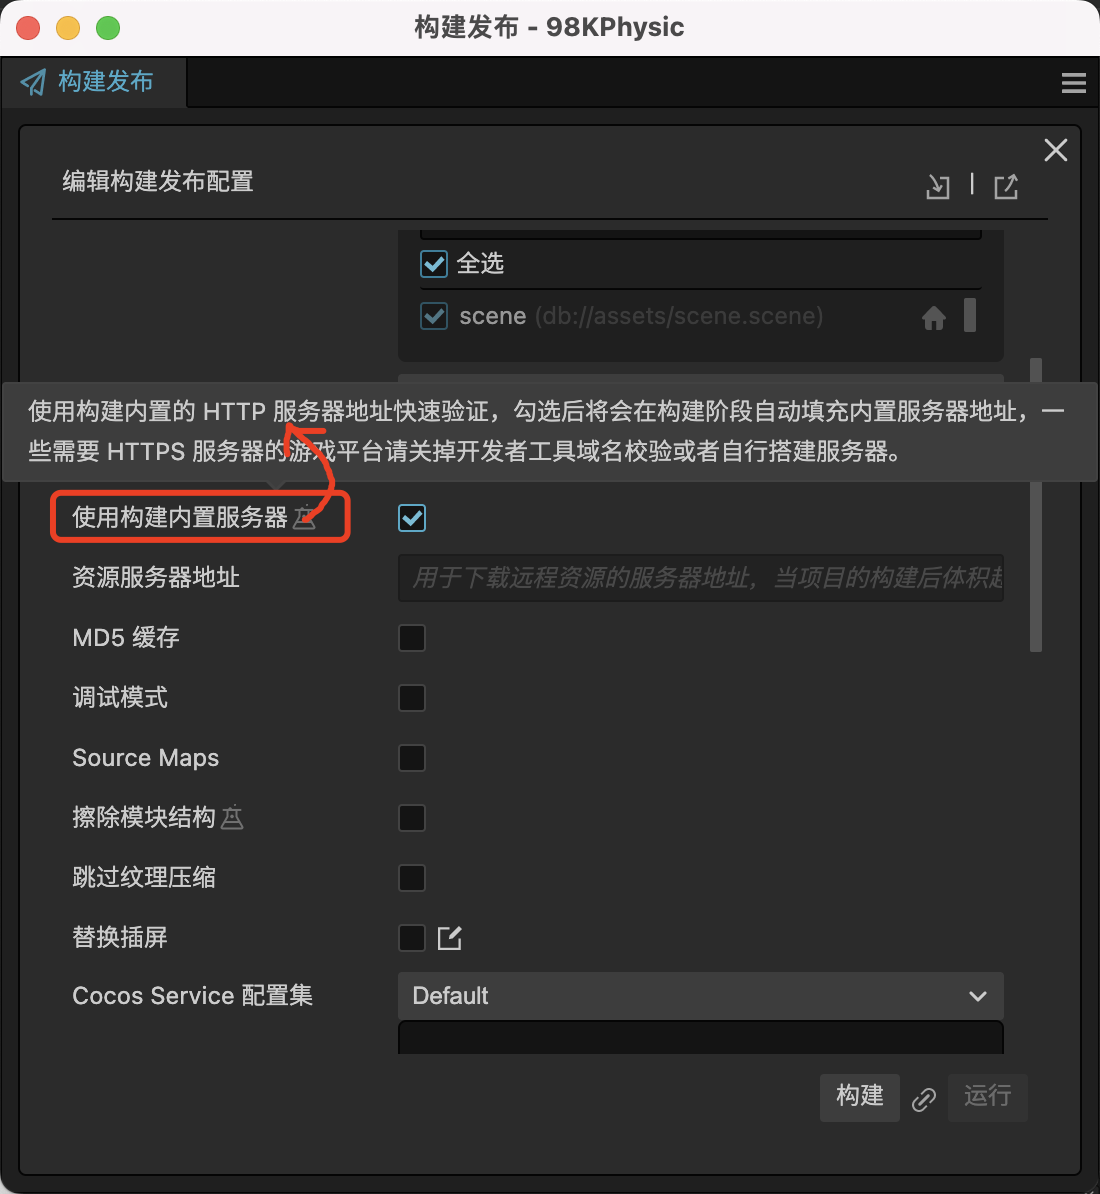 构建发布 - 98KPhysic
构建发布
编辑构建发布配置
全选
scene (db://assets/scene.scene)
使用构建内置的 HTTP 服务器地址快速验证，勾选后将会在构建阶段自动填充内置服务器地址，一
些需要 HTTPS 服务器的游戏平台请关掉开发者工具域名校验或者自行搭建服务器。
使用构建内置服务器
资源服务器地址
用于下载远程资源的服务器地址，当项目的构建后体积超
MD5 缓存
调试模式
Source Maps
擦除模块结构
跳过纹理压缩
替换插屏
Cocos Service 配置集
Default
构建
运行